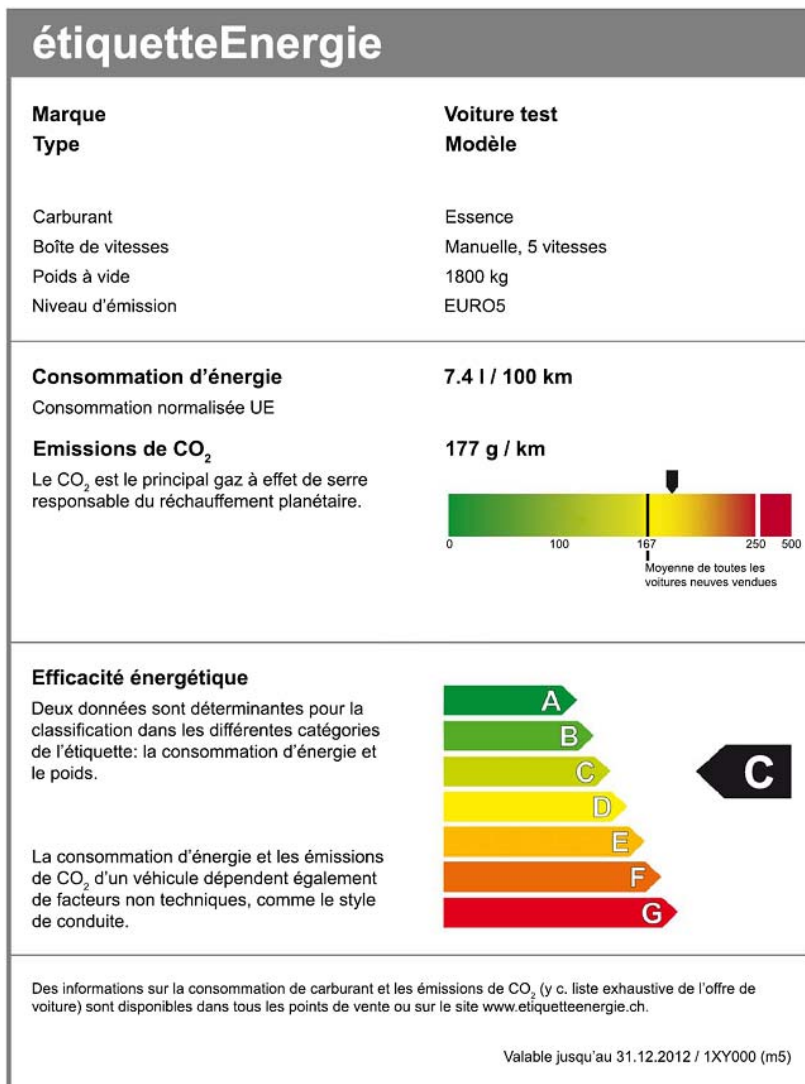 étiquetteEnergie
Marque Voiture test
Type Modèle
Carburant Essence
Boîte de vitesses Manuelle, 5 vitesses
Poids à vide 1800 kg
Niveau d'émission EURO5
Consommation d'énergie 7.4 l / 100 km
Consommation normalisée UE
Emissions de CO₂ 177 g / km
Le CO₂ est le principal gaz à effet de serre
responsable du réchauffement planétaire.
0 100 167 250 500
Moyenne de toutes les
voitures neuves vendues
Efficacité énergétique
Deux données sont déterminantes pour la
classification dans les différentes catégories
de l'étiquette: la consommation d'énergie et
le poids.
La consommation d'énergie et les émissions
de CO₂ d'un véhicule dépendent également
de facteurs non techniques, comme le style
de conduite.
A
B
C
D
E
F
G
C
Des informations sur la consommation de carburant et les émissions de CO₂ (y c. liste exhaustive de l'offre de
voiture) sont disponibles dans tous les points de vente ou sur le site www.etiquetteenergie.ch.
Valable jusqu'au 31.12.2012 / 1XY000 (m5)